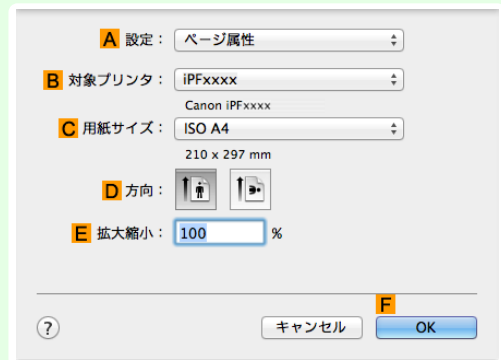 A 設定： ページ属性
B 対象プリンタ： iPFxxxx
Canon iPFxxxx
C 用紙サイズ： ISO A4
210 x 297 mm
D 方向：
E 拡大縮小： 100 %
F
? キャンセル OK